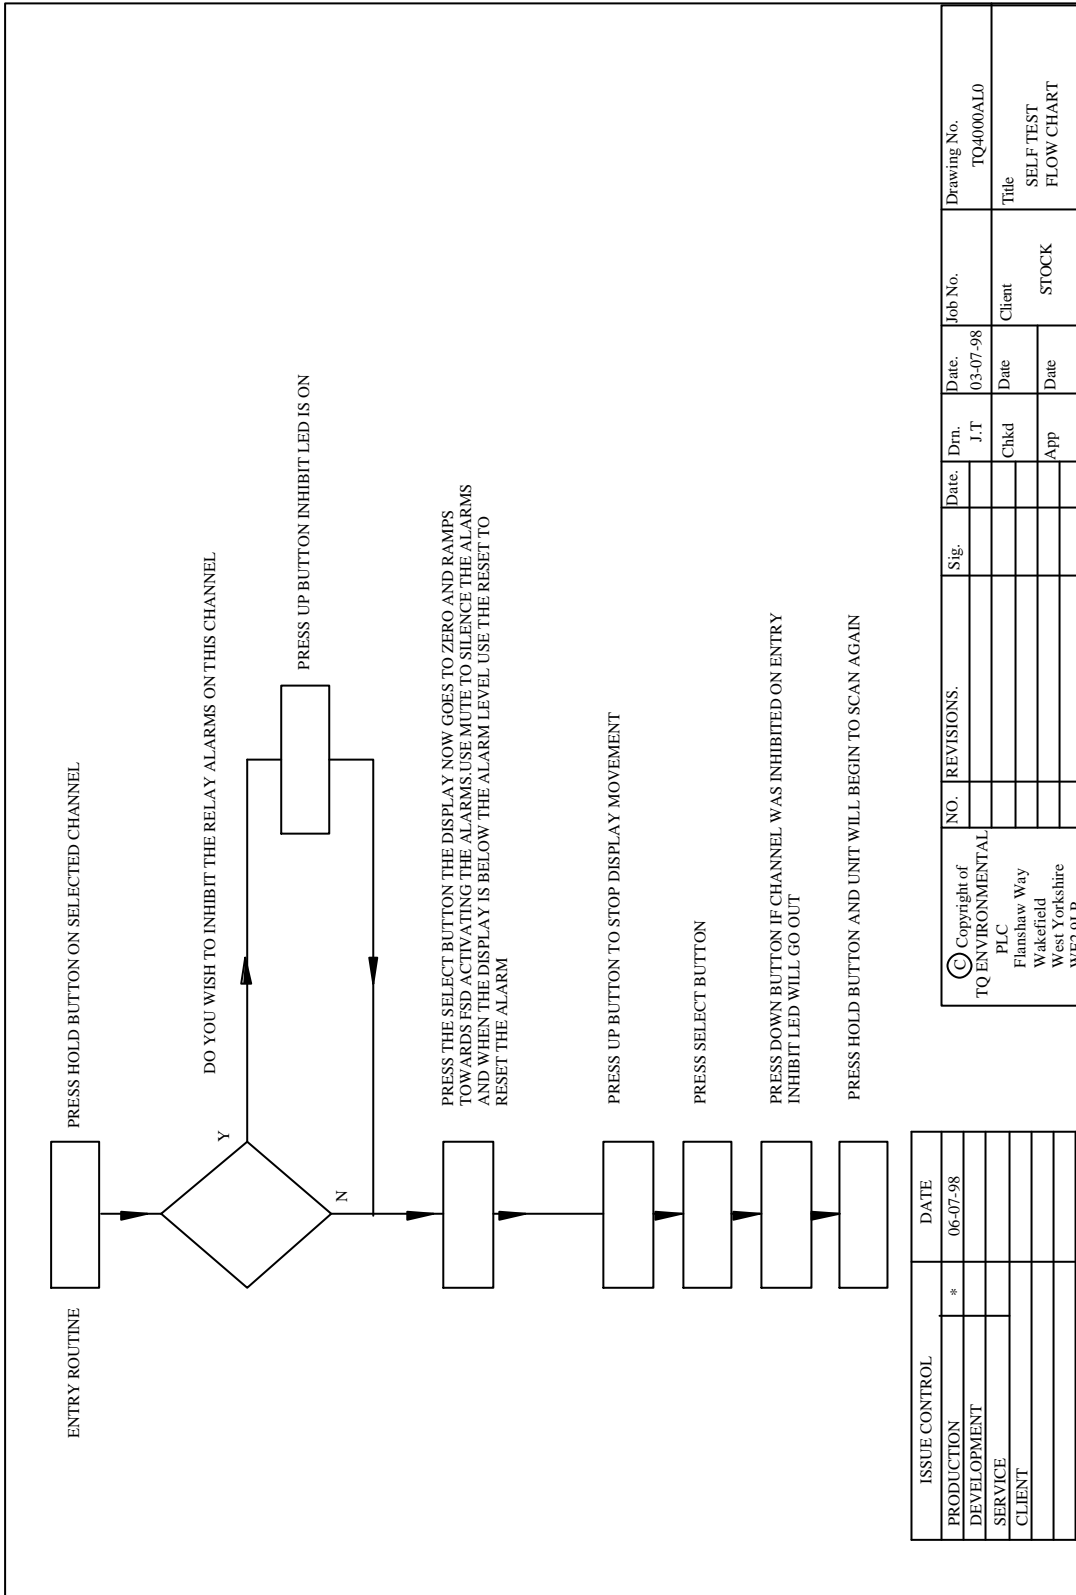 ENTRY ROUTINE
PRESS HOLD BUTTON ON SELECTED CHANNEL
DO YOU WISH TO INHIBIT THE RELAY ALARMS ON THIS CHANNEL
Y
N
PRESS UP BUTTON INHIBIT LED IS ON
PRESS THE SELECT BUTTON THE DISPLAY NOW GOES TO ZERO AND RAMPS
TOWARDS FSD ACTIVATING THE ALARMS.USE MUTE TO SILENCE THE ALARMS
AND WHEN THE DISPLAY IS BELOW THE ALARM LEVEL USE THE RESET TO
RESET THE ALARM
PRESS UP BUTTON TO STOP DISPLAY MOVEMENT
PRESS SELECT BUTTON
PRESS DOWN BUTTON IF CHANNEL WAS INHIBITED ON ENTRY
INHIBIT LED WILL GO OUT
PRESS HOLD BUTTON AND UNIT WILL BEGIN TO SCAN AGAIN
ISSUE CONTROL DATE
PRODUCTION * 06-07-98
DEVELOPMENT
SERVICE
CLIENT
C Copyright of
TQ ENVIRONMENTAL
PLC
Flanshaw Way
Wakefield
West Yorkshire
NO. REVISIONS. Sig. Date.
Drn. Date.
J.T 03-07-98
Chkd Date
App Date
Job No.
Client
STOCK
Drawing No.
TQ4000AL0
Title
SELF TEST
FLOW CHART